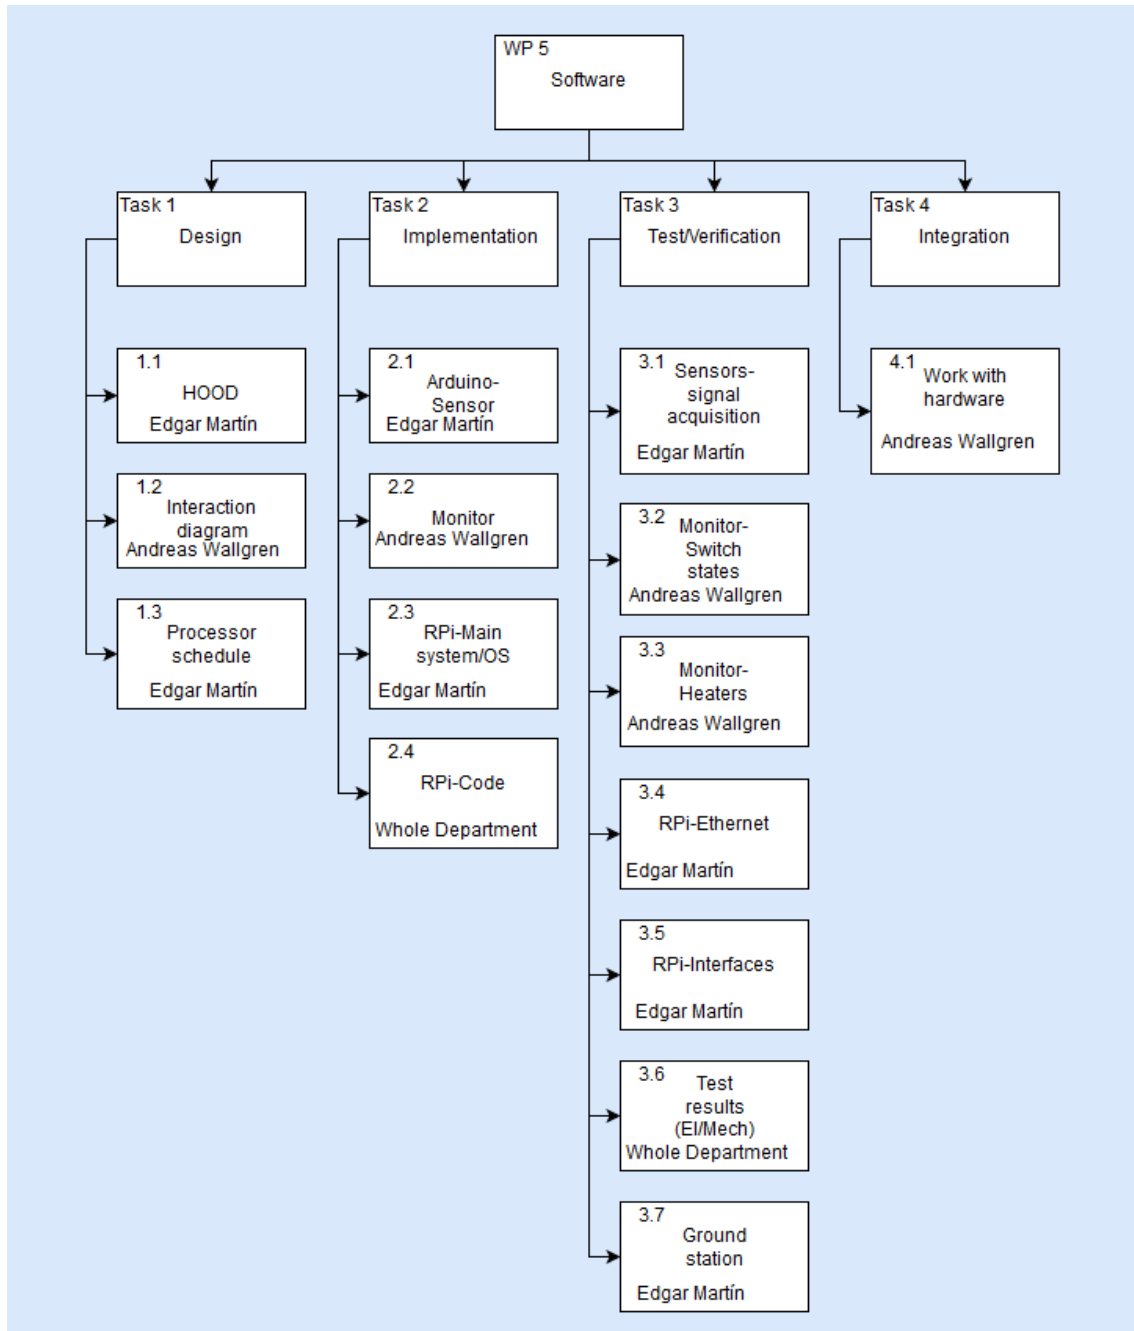 WP 5
Software
Task 1
Design
Task 2
Implementation
Task 3
Test/Verification
Task 4
Integration
1.1
HOOD
Edgar Martín
1.2
Interaction
diagram
Andreas Wallgren
1.3
Processor
schedule
Edgar Martín
2.1
Arduino-
Sensor
Edgar Martín
2.2
Monitor
Andreas Wallgren
2.3
RPi-Main
system/OS
Edgar Martín
2.4
RPi-Code
Whole Department
3.1
Sensors-
signal
acquisition
Edgar Martín
3.2
Monitor-
Switch
states
Andreas Wallgren
3.3
Monitor-
Heaters
Andreas Wallgren
3.4
RPi-Ethernet
Edgar Martín
3.5
RPi-Interfaces
Edgar Martín
3.6
Test
results
(El/Mech)
Whole Department
3.7
Ground
station
Edgar Martín
4.1
Work with
hardware
Andreas Wallgren